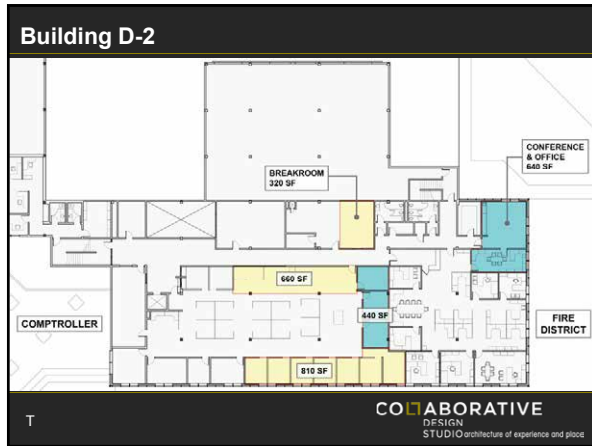 Building D-2
CONFERENCE
& OFFICE
640 SF
BREAKROOM
320 SF
660 SF
440 SF
COMPTROLLER
FIRE
DISTRICT
810 SF
T
COLLABORATIVE
DESIGN
STUDIO architecture of experience and place